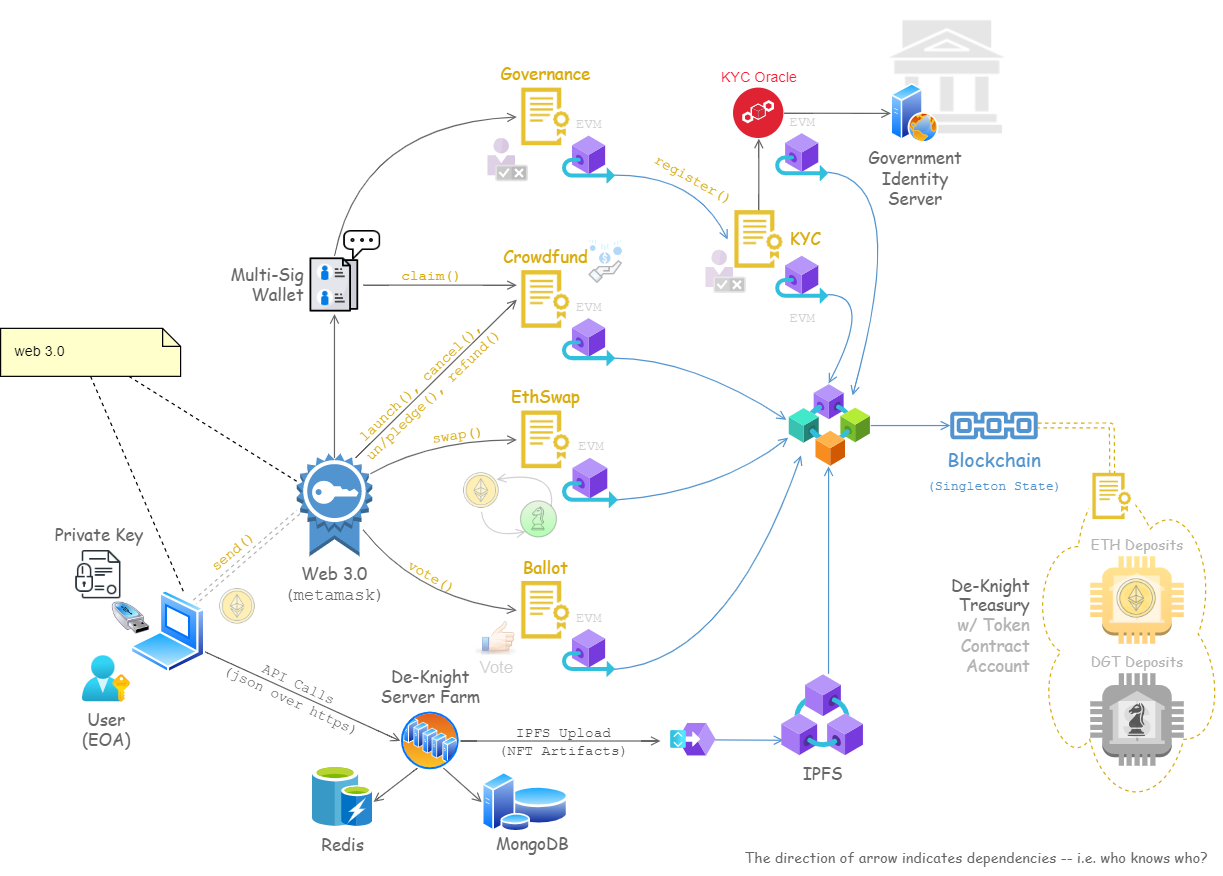 Governance
EVM
KYC Oracle
EVM
Government
Identity
Server
register()
KYC
EVM
Multi-Sig
Wallet
claim()
Crowdfund
EVM
launch(), cancel(),
un/pledge(), refund()
web 3.0
EthSwap
swap()
EVM
Blockchain
(Singleton State)
Private Key
send()
Web 3.0
(metamask)
vote()
Ballot
EVM
Vote
ETH Deposits
De-Knight
Treasury
w/ Token
Contract
Account
DGT Deposits
User
(EOA)
API Calls
(json over https)
De-Knight
Server Farm
IPFS Upload
(NFT Artifacts)
IPFS
Redis
MongoDB
The direction of arrow indicates dependencies -- i.e. who knows who?